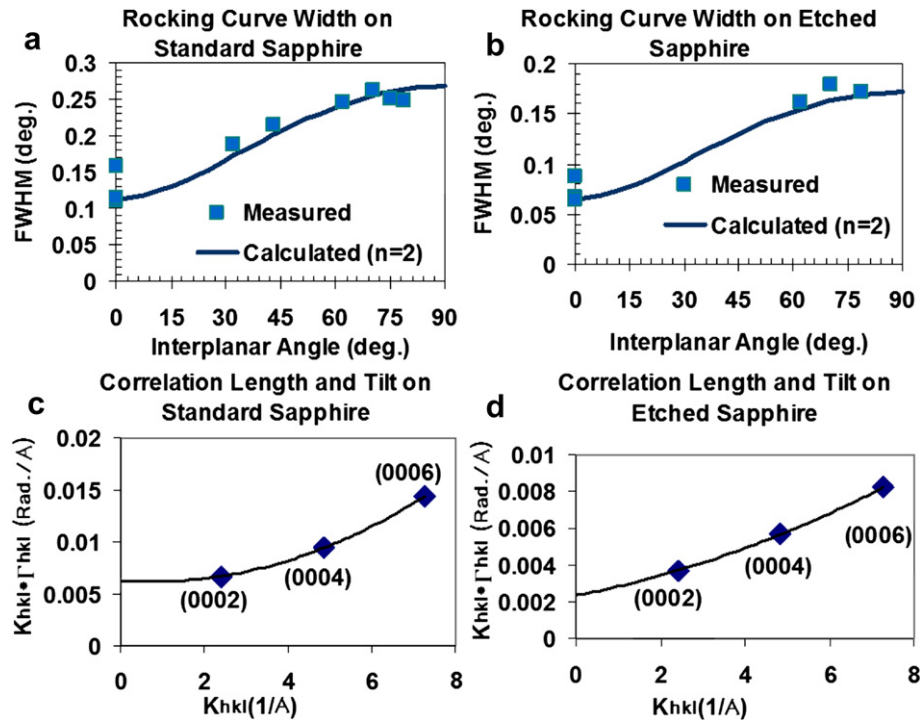 a
Rocking Curve Width on
Standard Sapphire
FWHM (deg.)
0.3
0.25
0.2
0.15
0.1
0.05
0
Measured
Calculated (n=2)
0 15 30 45 60 75 90
Interplanar Angle (deg.)
b
Rocking Curve Width on Etched
Sapphire
FWHM (deg.)
0.2
0.15
0.1
0.05
0
Measured
Calculated (n=2)
0 15 30 45 60 75 90
Interplanar Angle (deg.)
c
Correlation Length and Tilt on
Standard Sapphire
Khkl•Γhkl (Rad./A)
0.02
0.015
0.01
0.005
0
(0002)
(0004)
(0006)
0 2 4 6 8
Khkl(1/A)
d
Correlation Length and Tilt on
Etched Sapphire
Khkl•Γhkl (Rad./A)
0.01
0.008
0.006
0.004
0.002
0
(0002)
(0004)
(0006)
0 2 4 6 8
Khkl(1/A)